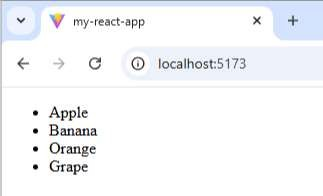 my-react-app
localhost:5173
Apple
Banana
Orange
Grape